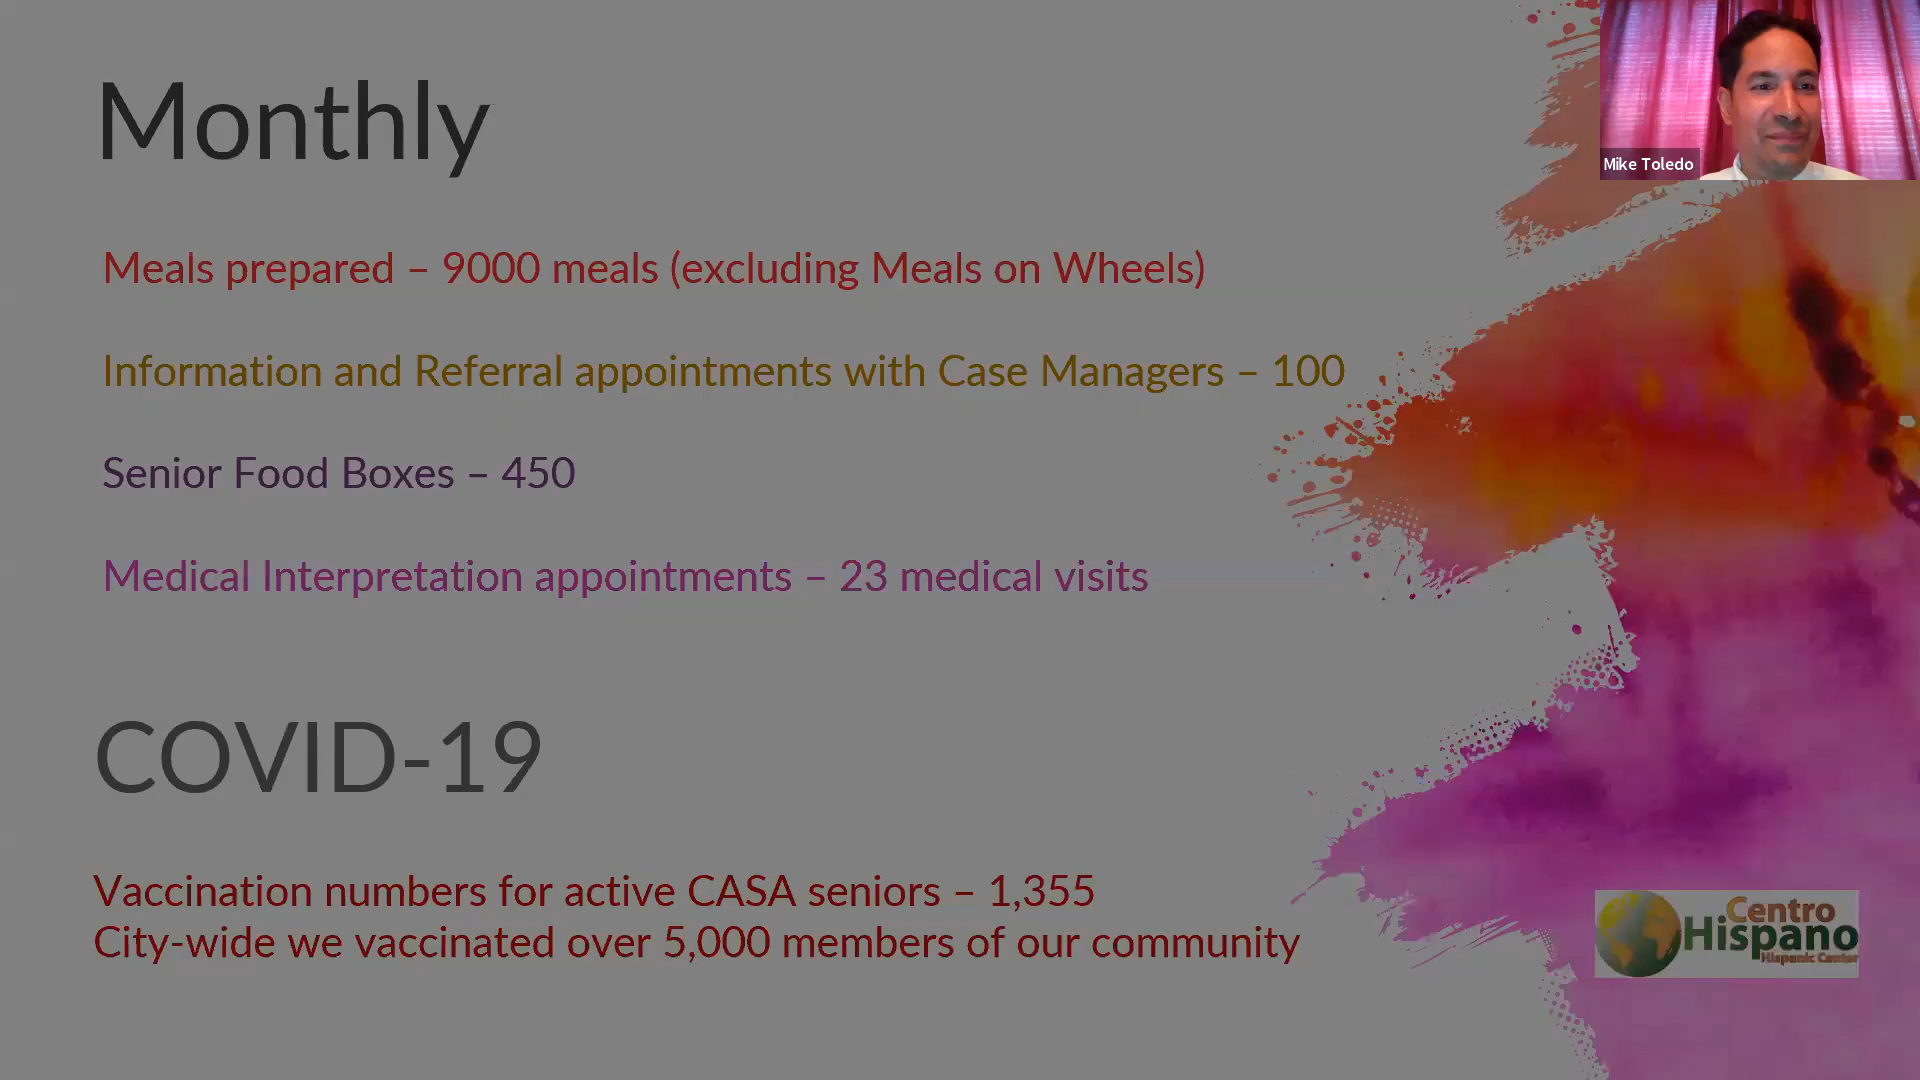 Monthly
Mike Toledo
Meals prepared – 9000 meals (excluding Meals on Wheels)
Information and Referral appointments with Case Managers – 100
Senior Food Boxes – 450
Medical Interpretation appointments – 23 medical visits
COVID-19
Vaccination numbers for active CASA seniors – 1,355
City-wide we vaccinated over 5,000 members of our community
Centro
Hispano
Hispanic Center